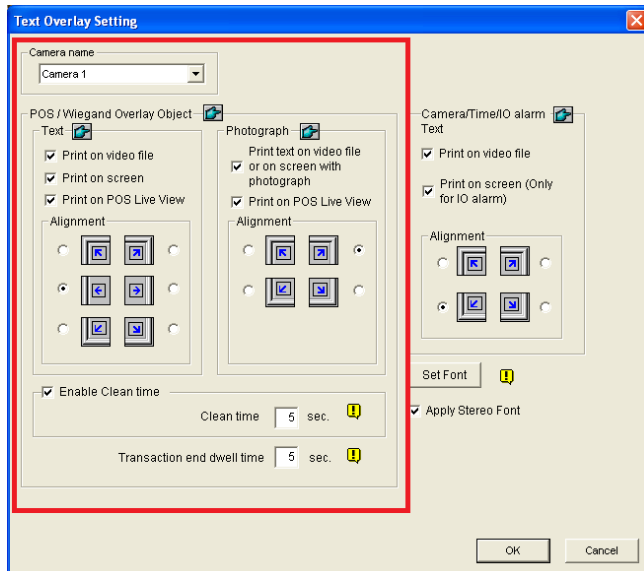 Text Overlay Setting
Camera name
Camera 1
POS / Wiegand Overlay Object
Text
Print on video file
Print on screen
Print on POS Live View
Alignment
Photograph
Print text on video file
or on screen with
photograph
Print on POS Live View
Alignment
Enable Clean time
Clean time 5 sec.
Transaction end dwell time 5 sec.
Camera/Time/IO alarm
Text
Print on video file
Print on screen (Only
for IO alarm)
Alignment
Set Font
Apply Stereo Font
OK
Cancel